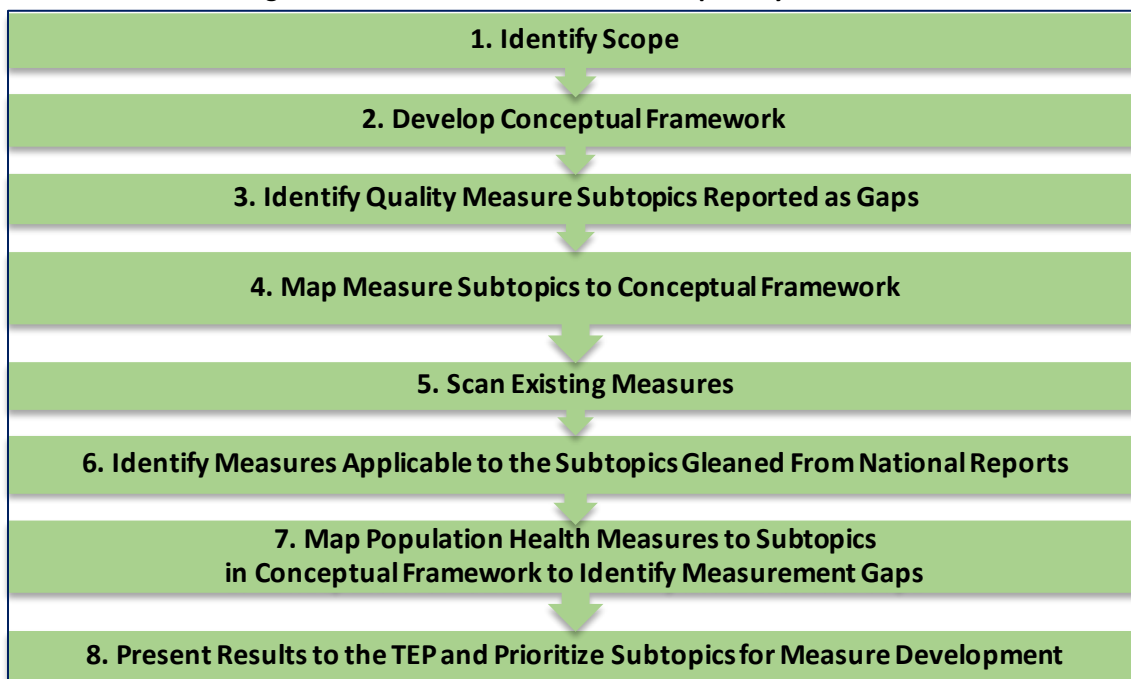 1. Identify Scope
2. Develop Conceptual Framework
3. Identify Quality Measure Subtopics Reported as Gaps
4. Map Measure Subtopics to Conceptual Framework
5. Scan Existing Measures
6. Identify Measures Applicable to the Subtopics Gleaned From National Reports
7. Map Population Health Measures to Subtopics
in Conceptual Framework to Identify Measurement Gaps
8. Present Results to the TEP and Prioritize Subtopics for Measure Development